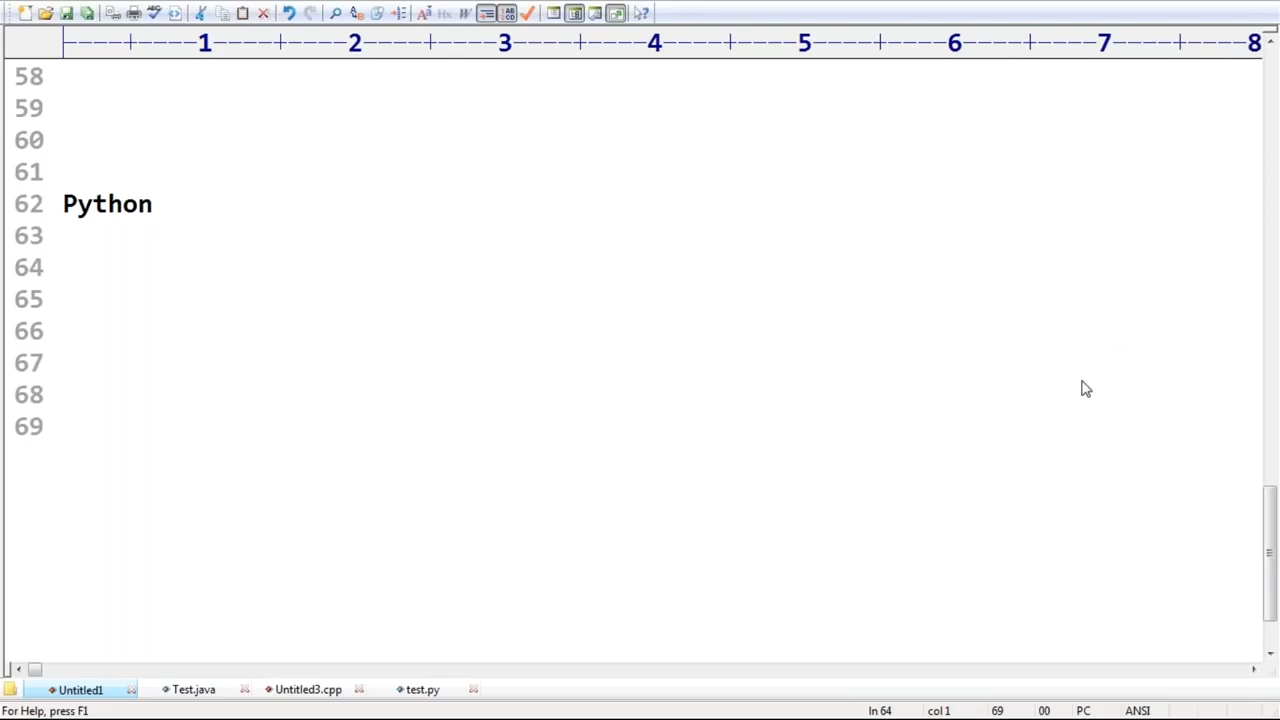 1 2 3 4 5 6 7 8
58
59
60
61
62 Python
63
64
65
66
67
68
69
Untitled1 Test.java Untitled3.cpp test.py
For Help, press F1 ln 64 col 1 69 00 PC ANSI